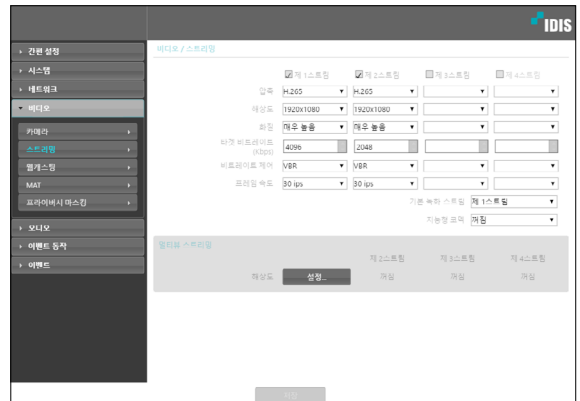 IDIS
간편 설정
시스템
네트워크
비디오
카메라
스트리밍
웹캐스팅
MAT
프라이버시 마스킹
오디오
이벤트 동작
이벤트
비디오 / 스트리밍
제 1스트림 제 2스트림 제 3스트림 제 4스트림
압축 H.265 H.265
해상도 1920x1080 1920x1080
화질 매우 높음 매우 높음
타겟 비트레이트 (Kbps) 4096 2048
비트레이트 제어 VBR VBR
프레임 속도 30 ips 30 ips
기본 녹화 스트림 제 1스트림
지능형 코덱 꺼짐
멀티뷰 스트리밍
제 2스트림 제 3스트림 제 4스트림
해상도 설정... 꺼짐 꺼짐 꺼짐
저장